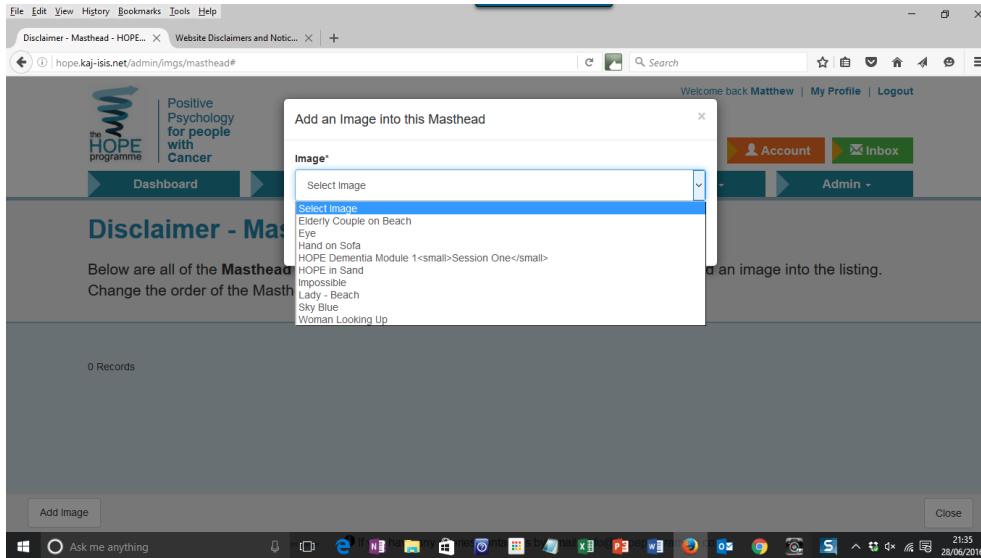 File Edit View History Bookmarks Tools Help
Disclaimer - Masthead - HOPE...
Website Disclaimers and Notic...
hope.kaj-isis.net/admin/imgs/masthead#
Search
Welcome back Matthew | My Profile | Logout
the
HOPE
programme
Positive
Psychology
for people
with
Cancer
Account
Inbox
Dashboard
Admin
Disclaimer - Mas
Below are all of the Masthead
d an image into the listing.
Change the order of the Masth
Add an Image into this Masthead
×
Image*
Select Image
Select Image
Elderly Couple on Beach
Eye
Hand on Sofa
HOPE Dementia Module 1<small>Session One</small>
HOPE in Sand
Impossible
Lady - Beach
Sky Blue
Woman Looking Up
0 Records
Add Image
Close
Ask me anything
21:35
28/06/2016